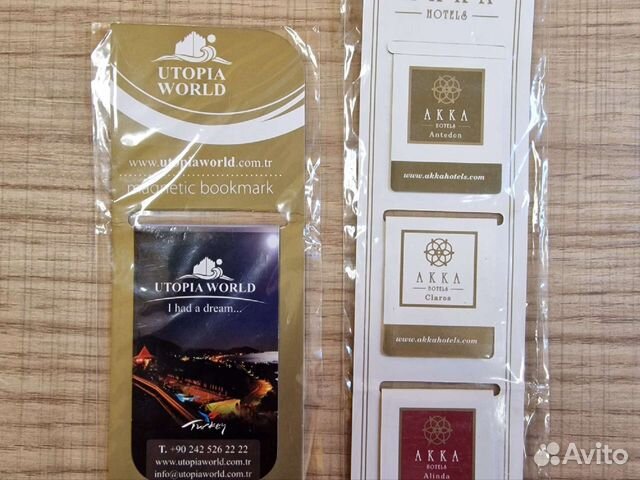 UTOPIA
WORLD
www.utopiaworld.com.tr
magnetic bookmark
UTOPIA WORLD
I had a dream...
Turkey
T. +90 242 526 22 22
www.utopiaworld.com.tr
info@utopiaworld.com.tr
AKKA
HOTELS
AKKA
HOTELS
Antedon
www.akkahotels.com
AKKA
HOTELS
Claros
www.akkahotels.com
AKKA
HOTELS
Alinda
Avito